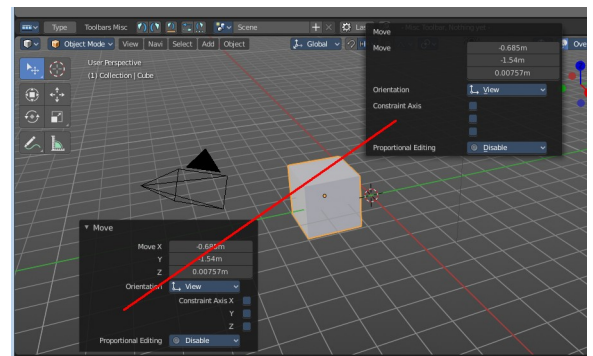 Type Toolbars Misc Scene Las
Object Mode View Navi Select Add Object Global Ove
User Perspective
(1) Collection | Cube
Move
Move -0.685m
-1.54m
0.00757m
Orientation View
Constraint Axis
Proportional Editing Disable
Move
Move X -0.685m
Y -1.54m
Z 0.00757m
Orientation View
Constraint Axis X
Y
Z
Proportional Editing Disable